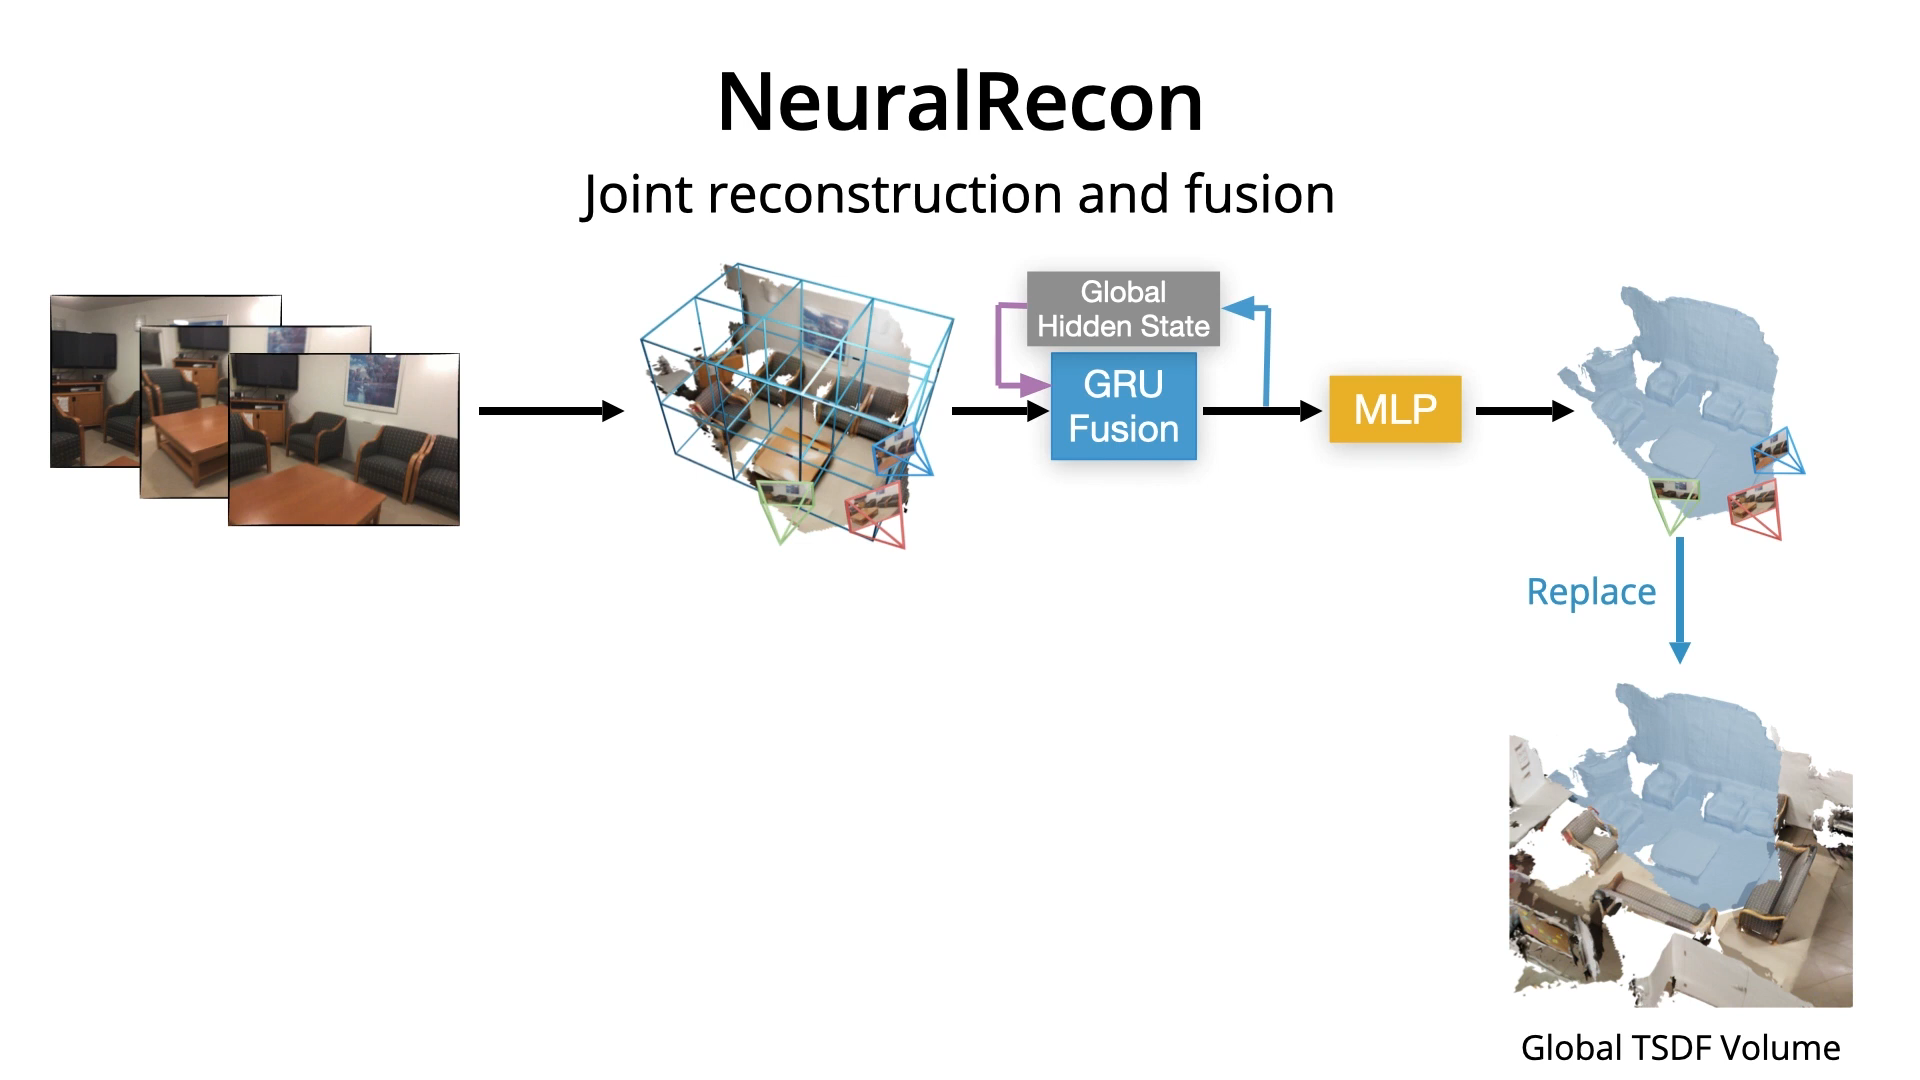 NeuralRecon
Joint reconstruction and fusion
Global
Hidden State
GRU
Fusion
MLP
Replace
Global TSDF Volume